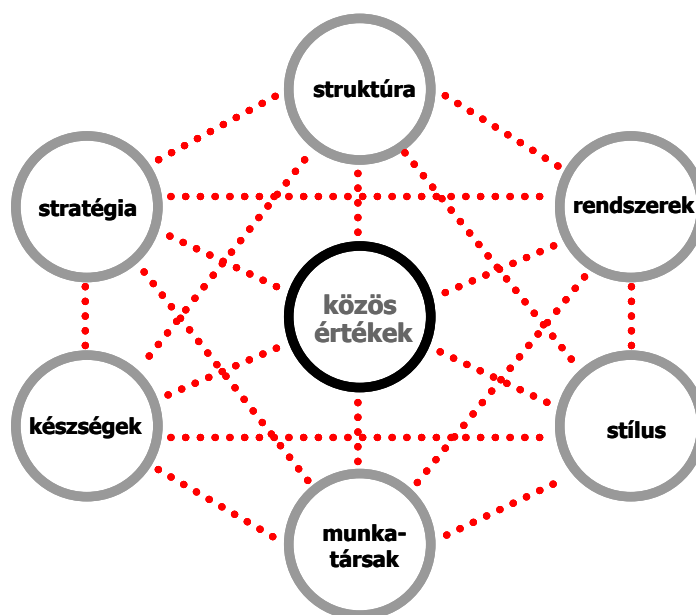 struktúra
stratégia
rendszerek
közös
értékek
készségek
stílus
munka-
társak